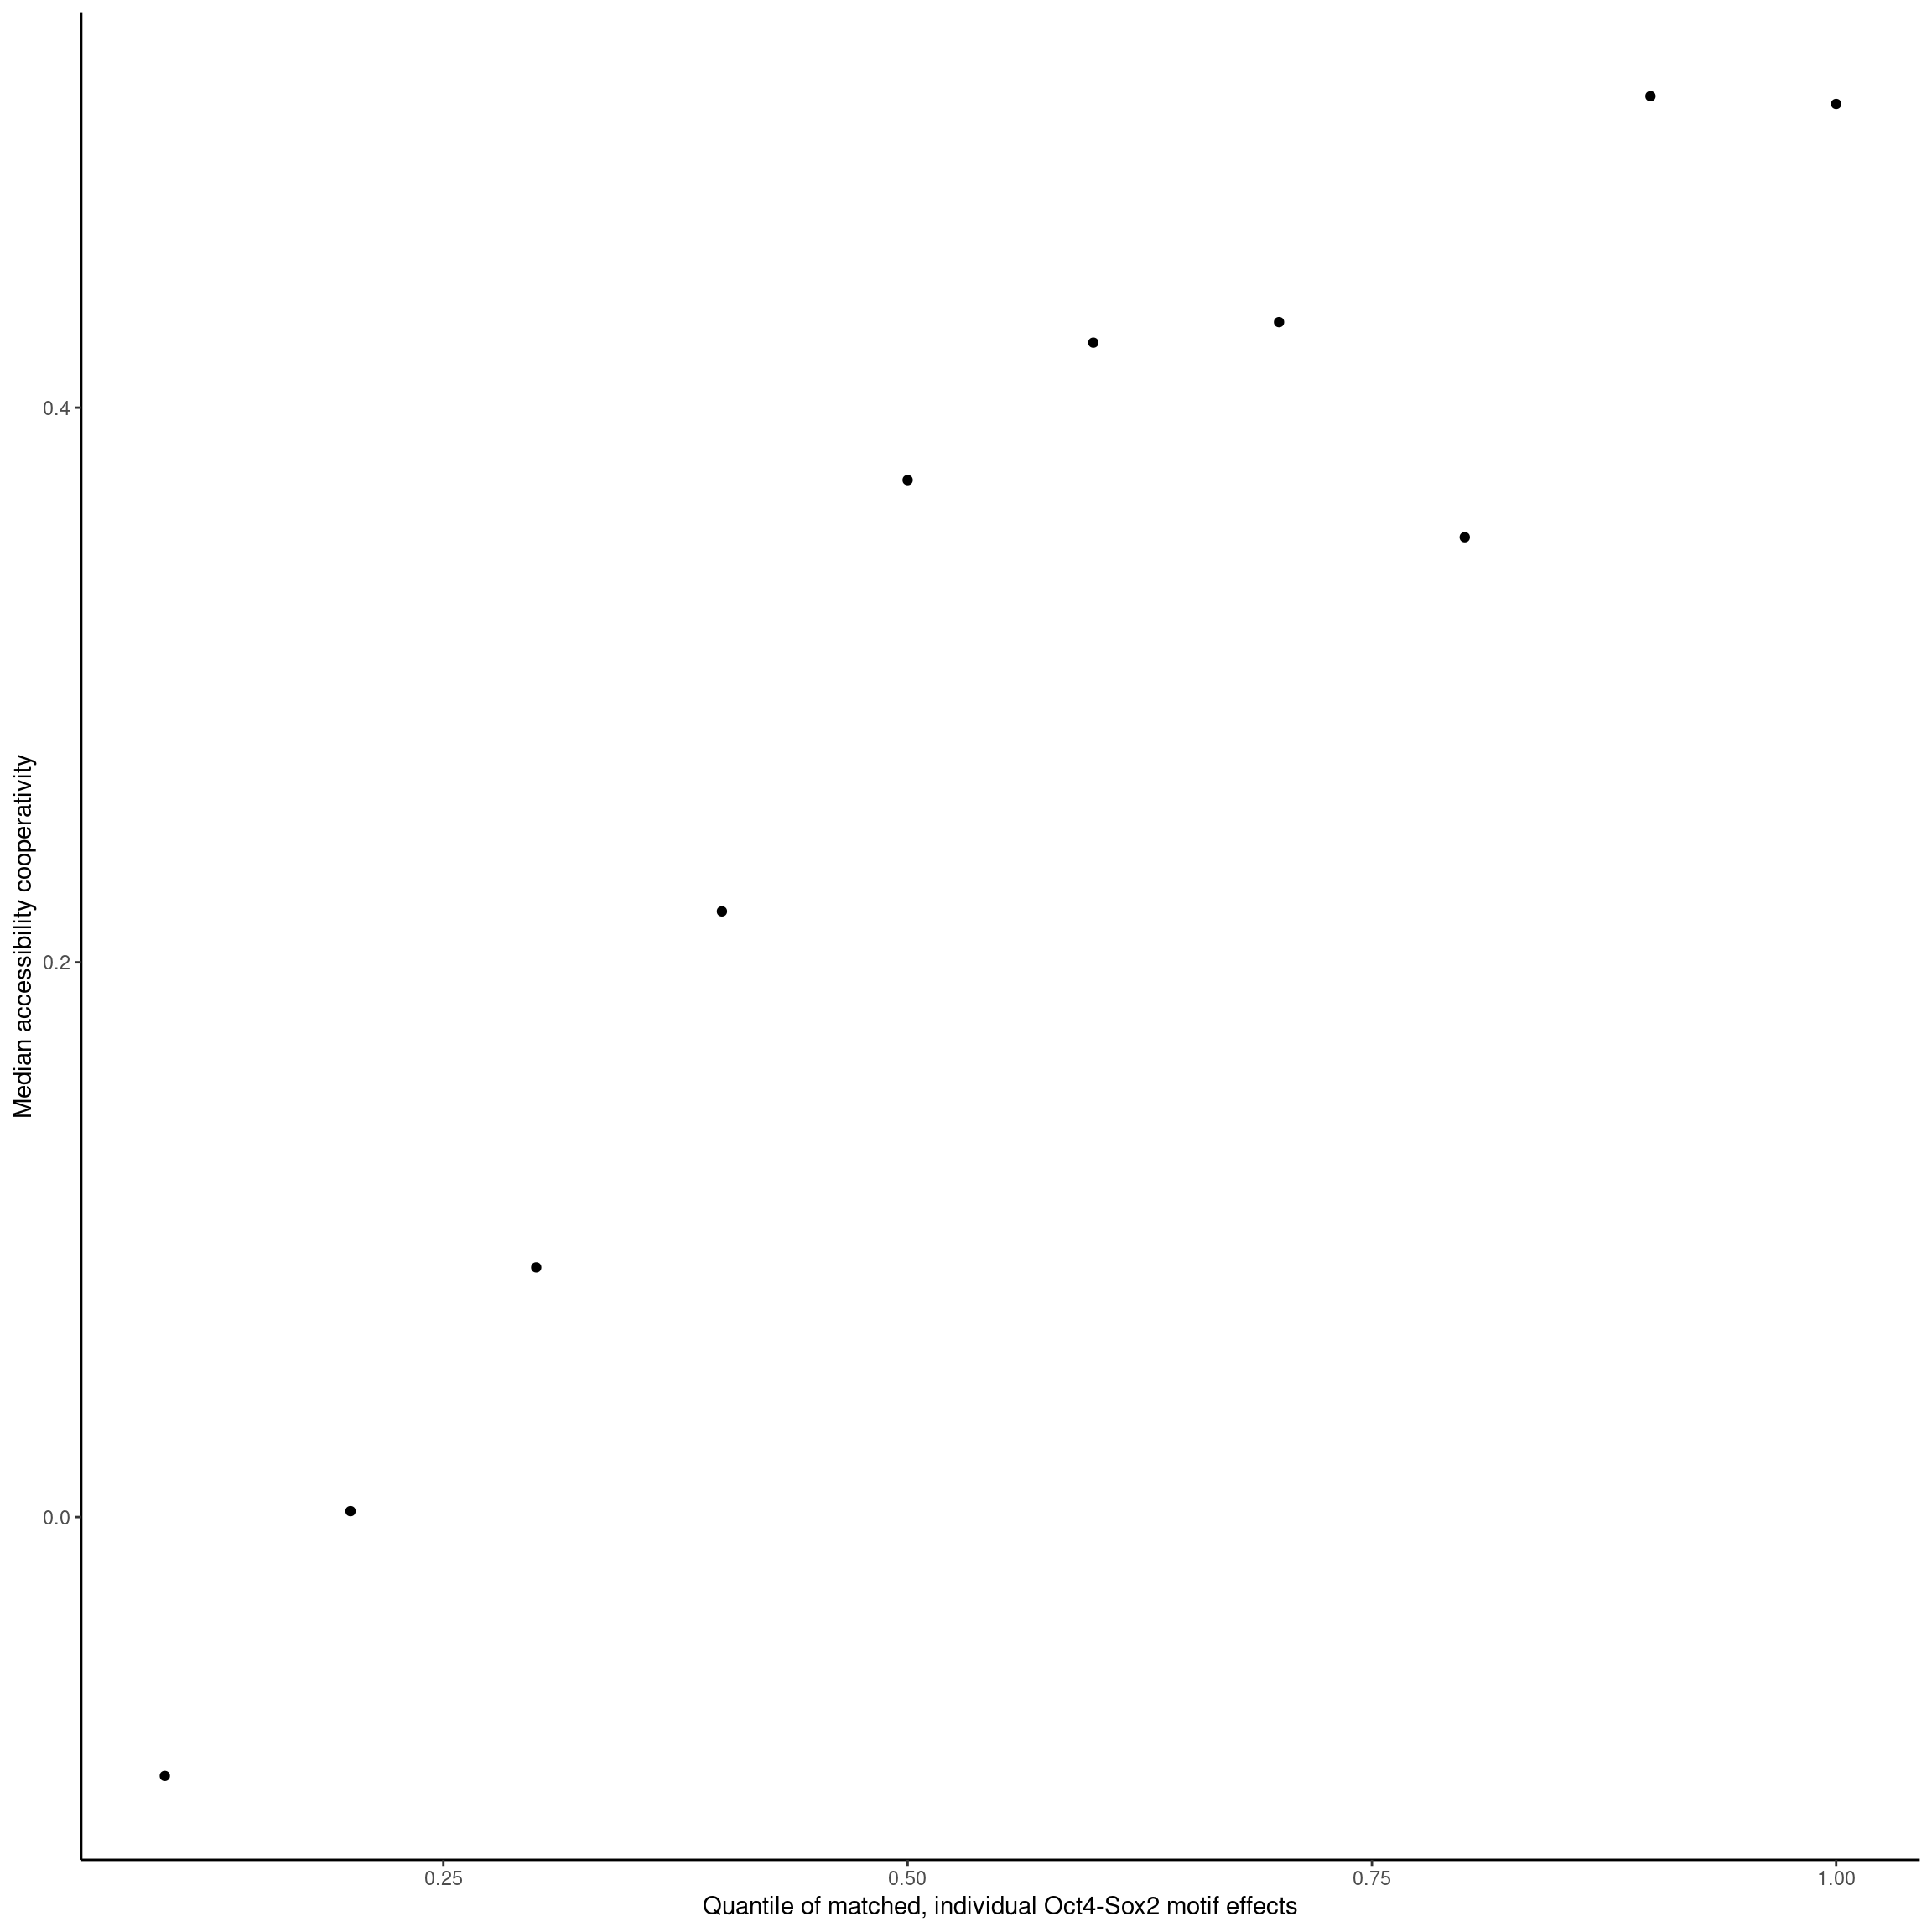 Median accessibility cooperativity
0.4
0.2
0.0
0.25 0.50 0.75 1.00
Quantile of matched, individual Oct4-Sox2 motif effects